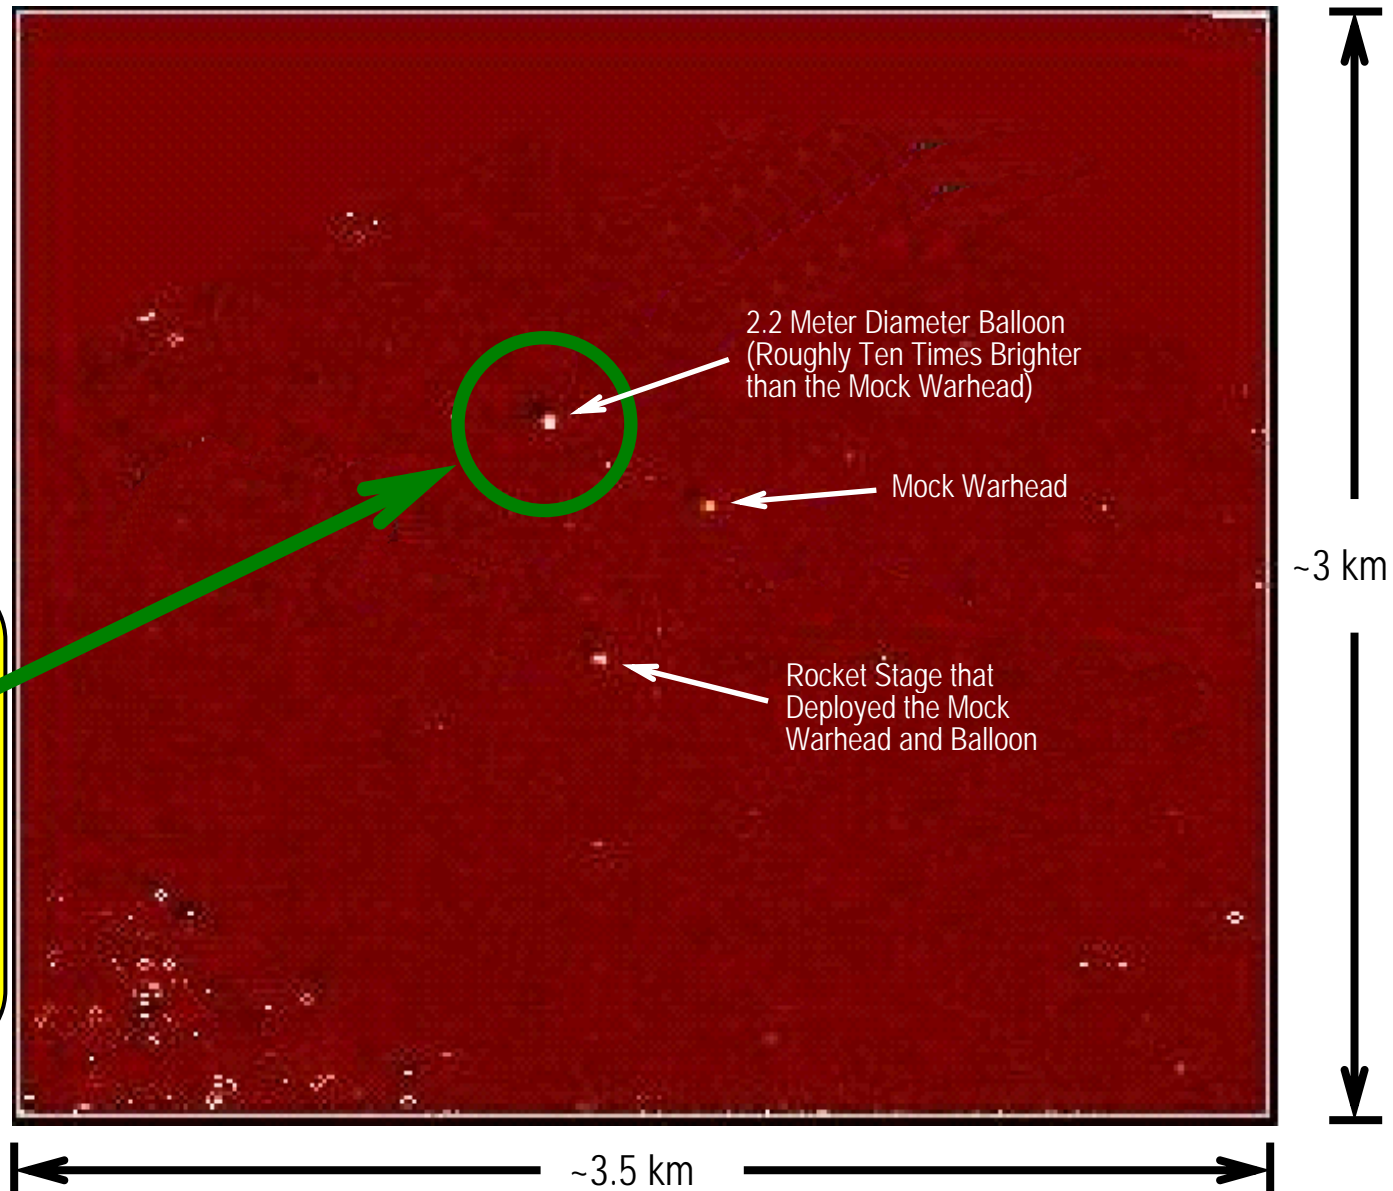 2.2 Meter Diameter Balloon
(Roughly Ten Times Brighter
than the Mock Warhead)
Mock Warhead
~3 km
Rocket Stage that
Deployed the Mock
Warhead and Balloon
~3.5 km